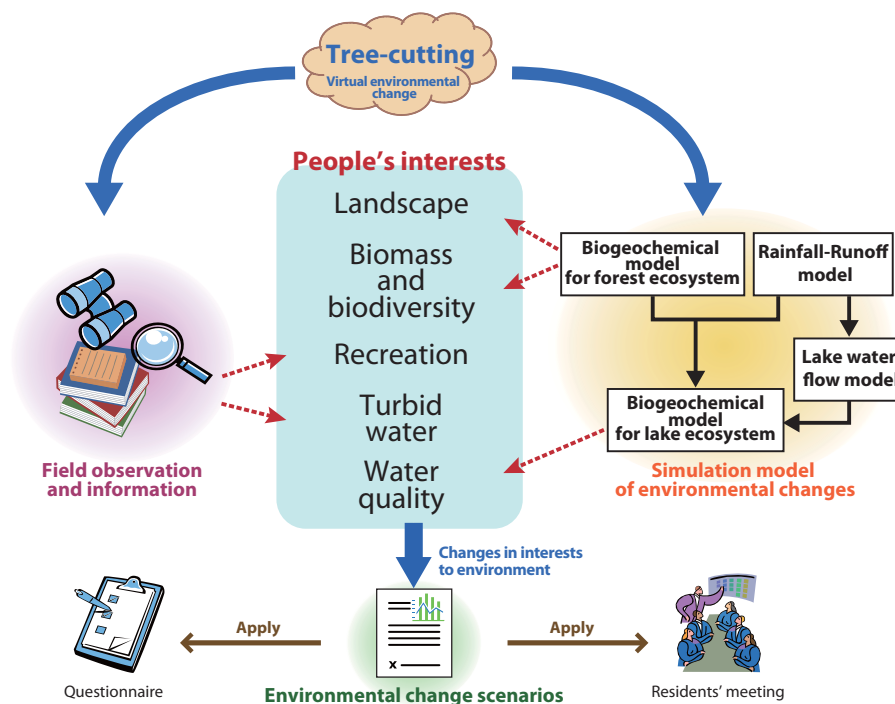 Tree-cutting
Virtual environmental
change
People's interests
Landscape
Biomass
and
biodiversity
Recreation
Turbid
water
Water
quality
Biogeochemical
model
for forest ecosystem
Rainfall-Runoff
model
Lake water
flow model
Biogeochemical
model
for lake ecosystem
Field observation
and information
Simulation model
of environmental changes
Changes in interests
to environment
Apply
Apply
x
Questionnaire
Environmental change scenarios
Residents' meeting